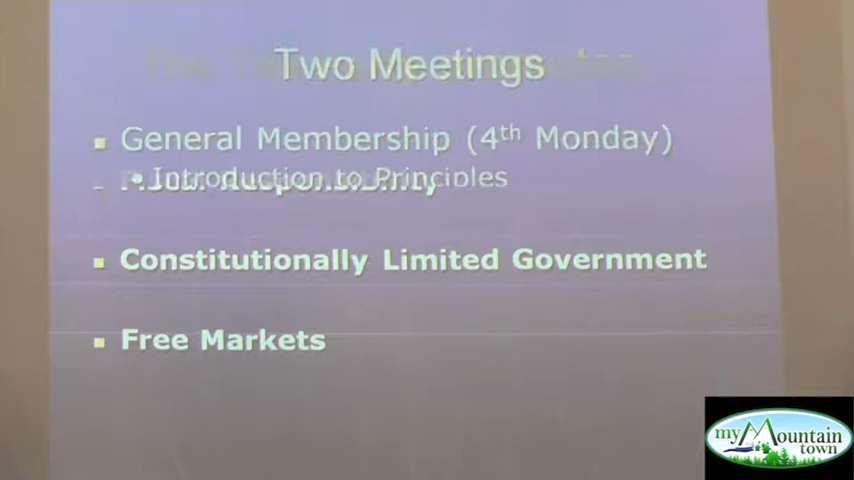 Two Meetings
General Membership (4th Monday)
Introduction to Principles
Constitutionally Limited Government
Free Markets
my Mountain
town